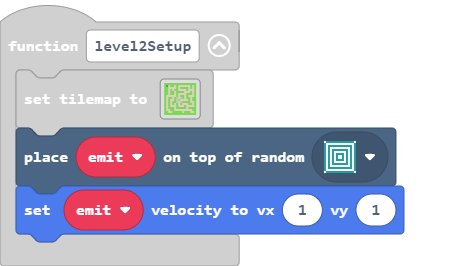 function level2Setup
set tilemap to
place emit on top of random
set emit velocity to vx 1 vy 1